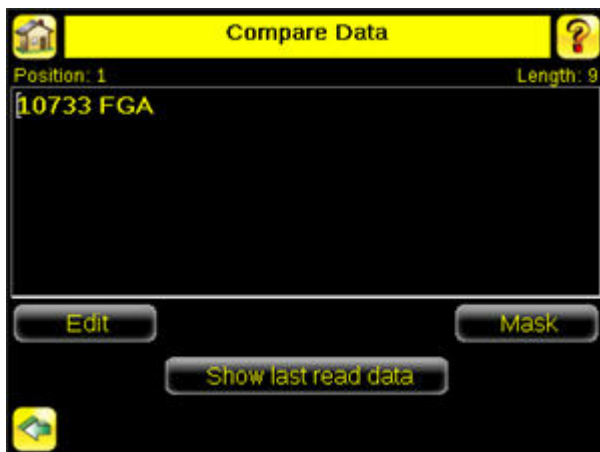 Compare Data
Position: 1
Length: 9
10733 FGA
Edit
Mask
Show last read data